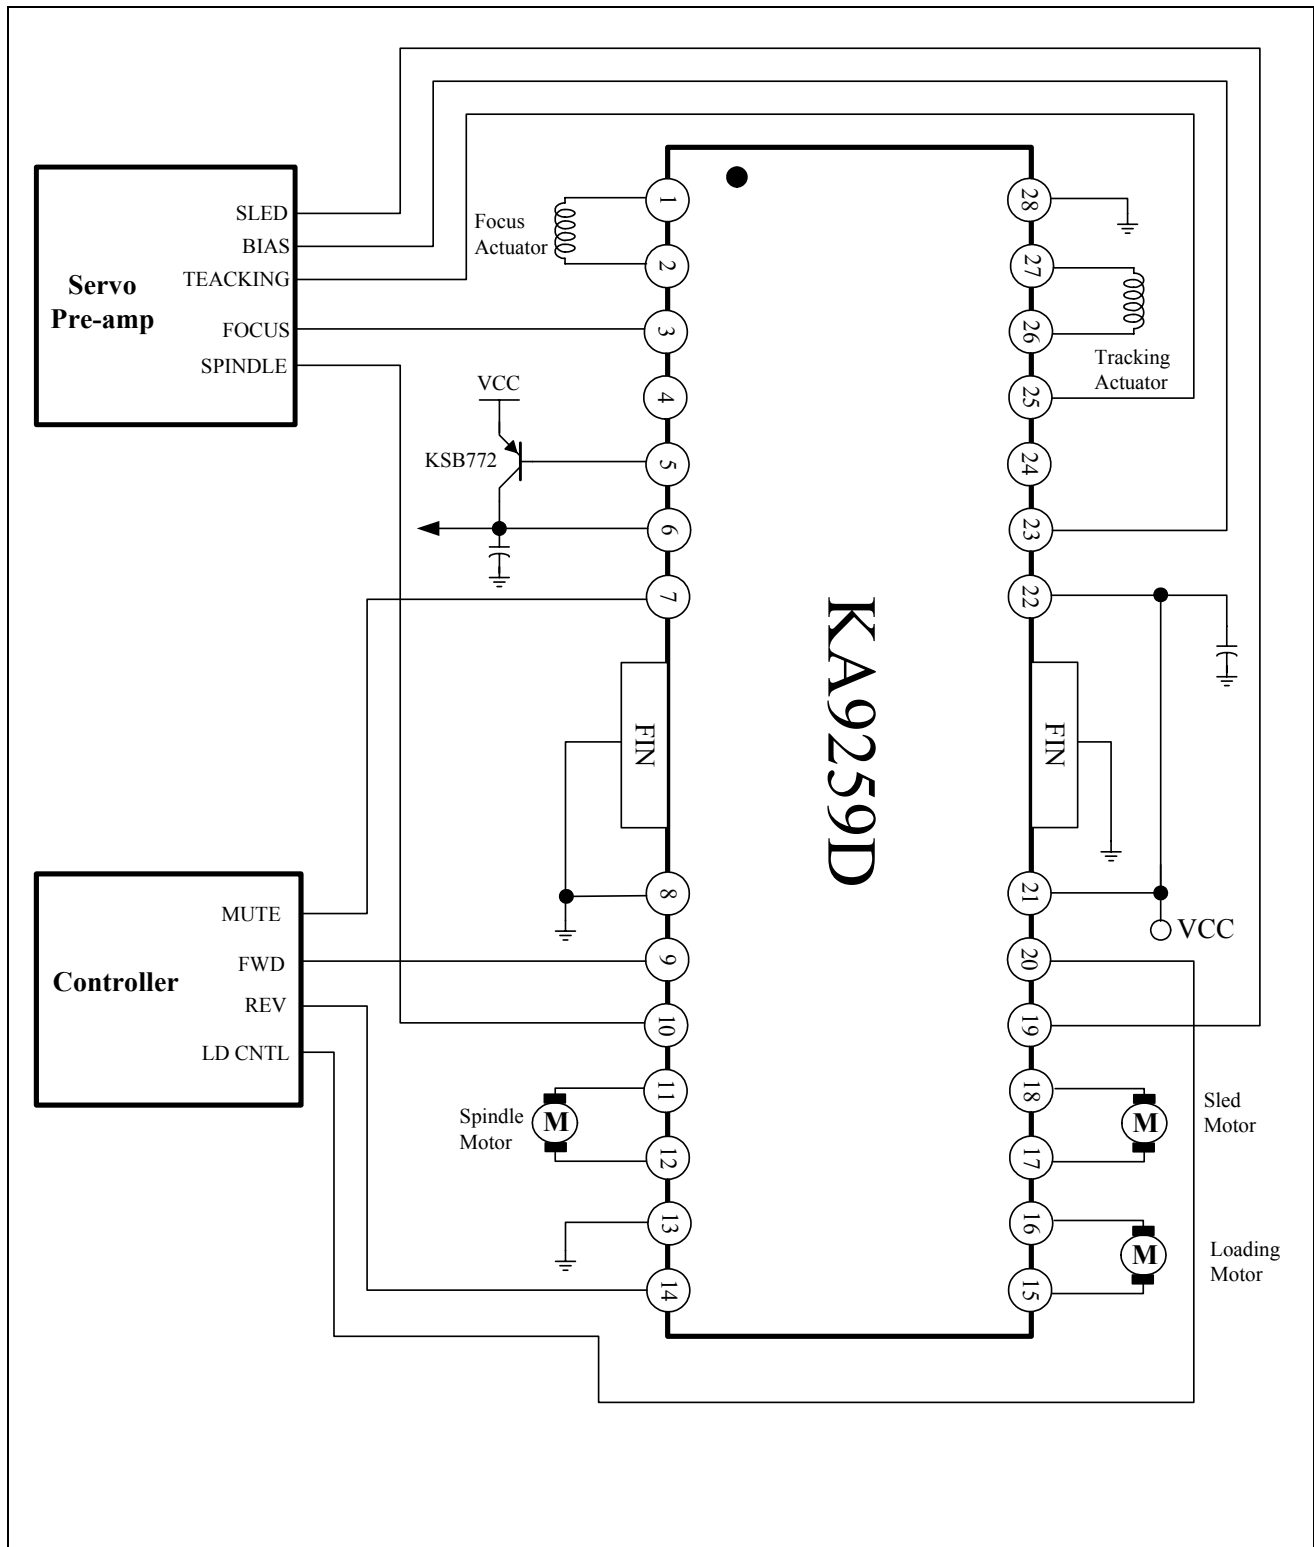 SLED
BIAS
TEACKING
FOCUS
SPINDLE
Servo
Pre-amp
Focus
Actuator
VCC
KSB772
1
2
3
4
5
6
7
FIN
8
9
10
11
12
13
14
KA9259D
28
27
26
25
24
23
22
FIN
21
20
19
18
17
16
15
Tracking
Actuator
VCC
MUTE
FWD
REV
LD CNTL
Controller
Spindle
Motor
M
Sled
Motor
M
Loading
Motor
M